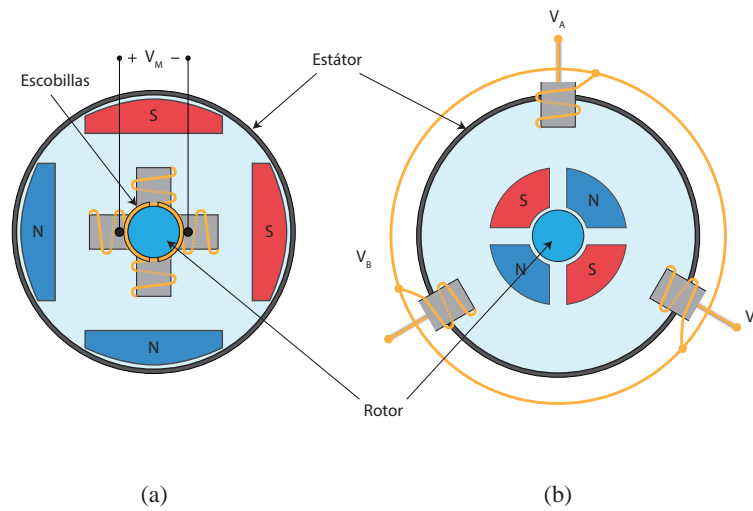 + V_M −
Escobillas
Estátor
S
N
S
N
Rotor
V_A
S
N
N
S
V_B
V
(a)
(b)